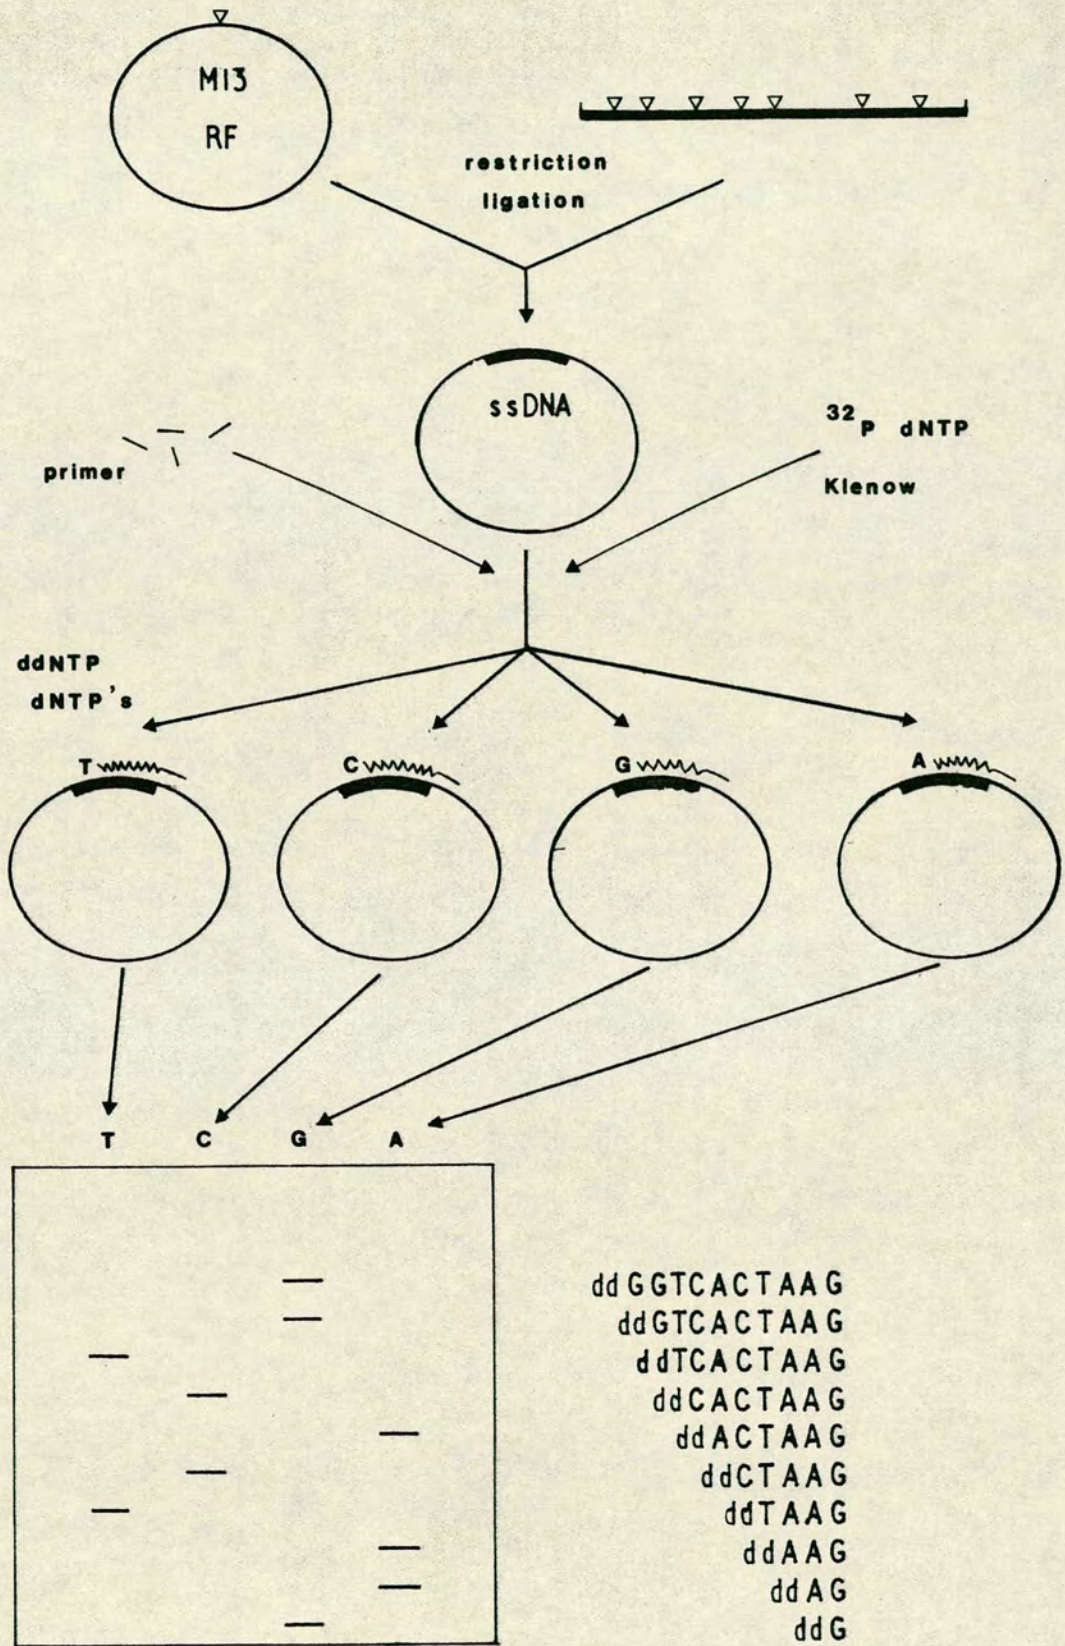 M13
RF
restriction
ligation
ssDNA
32P dNTP
primer
Klenow
ddNTP
dNTP's
T
C
G
A
T C G A
ddGGTCACTAAG
ddGTCACTAAG
ddTCACTAAG
ddCACTAAG
ddACTAAG
ddCTAAG
ddTAAG
ddAAG
ddAG
ddG